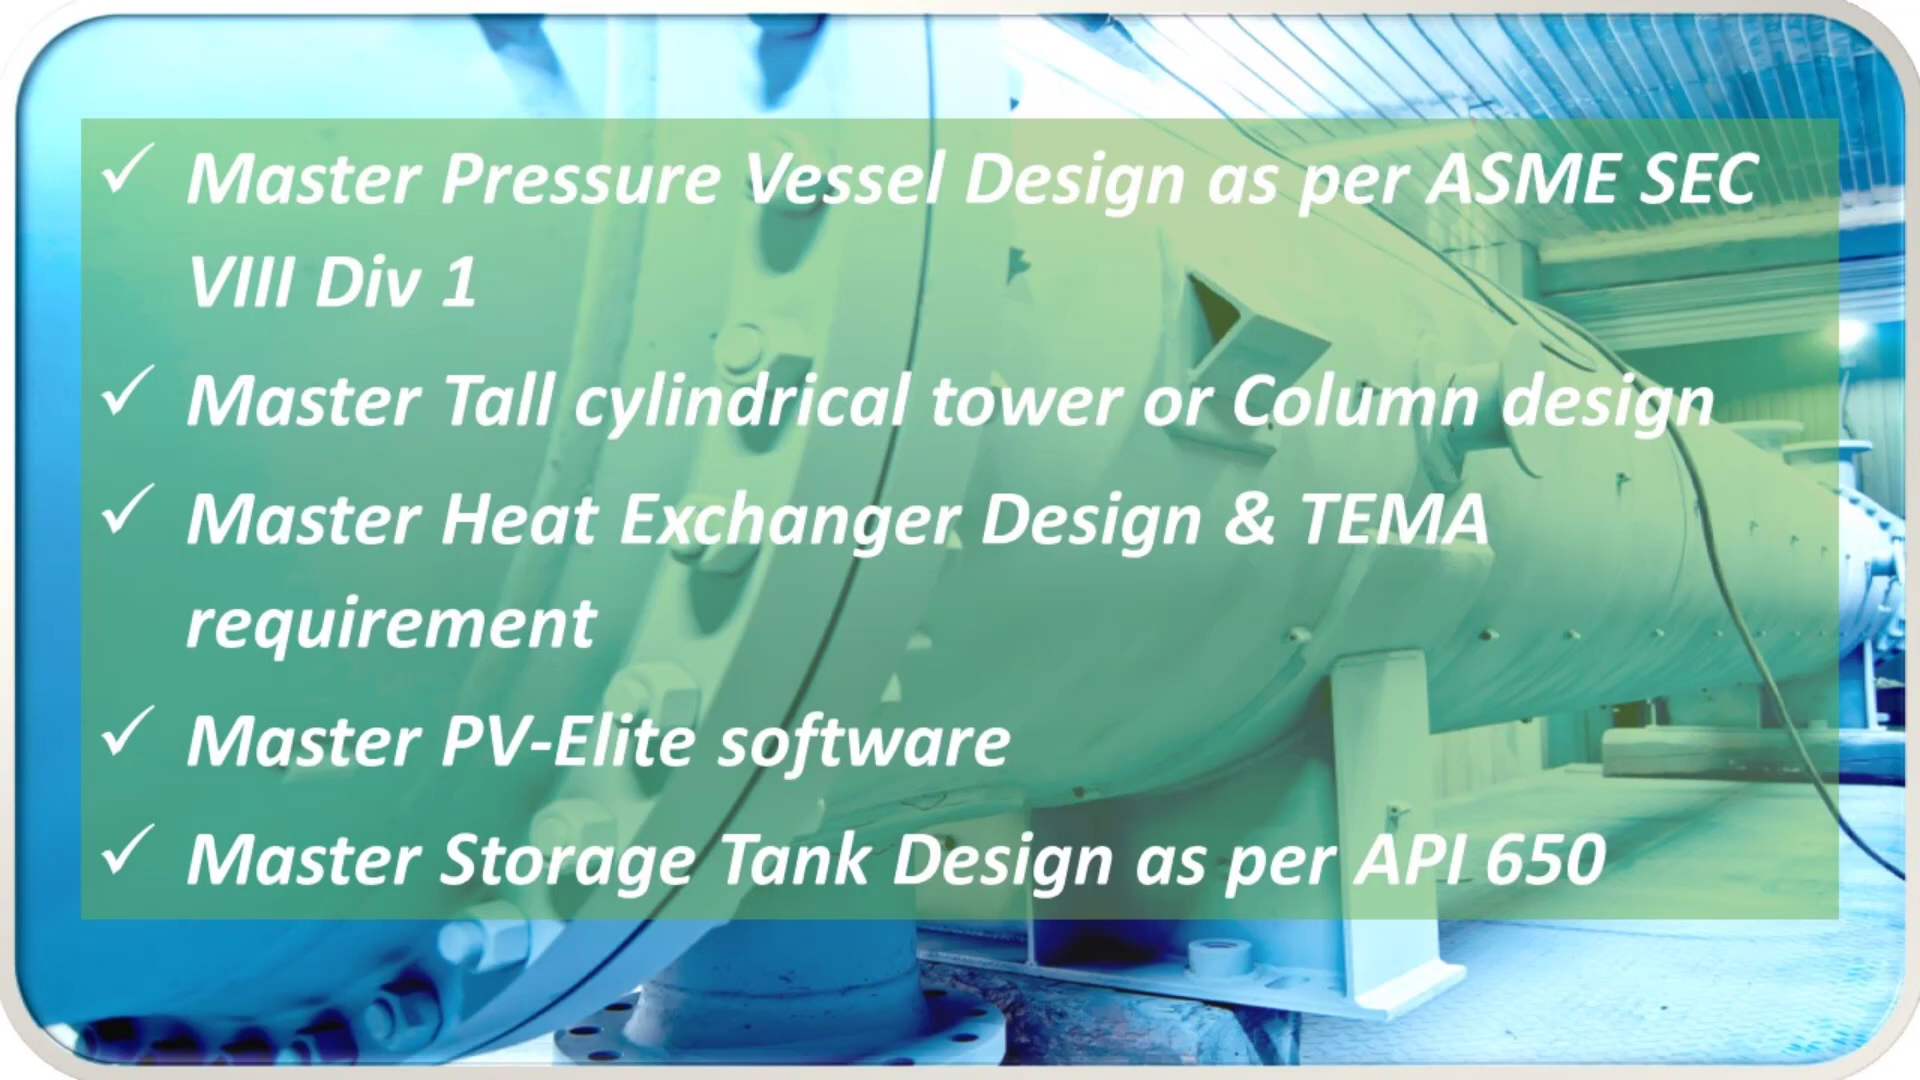 ✓ Master Pressure Vessel Design as per ASME SEC
VIII Div 1
✓ Master Tall cylindrical tower or Column design
✓ Master Heat Exchanger Design & TEMA
requirement
✓ Master PV-Elite software
✓ Master Storage Tank Design as per API 650